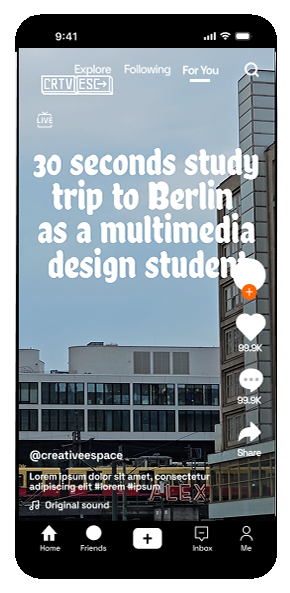 9:41
Explore Following For You
CRTV ESC
LIVE
30 seconds study
trip to Berlin
as a multimedia
design student
99.9K
99.9K
Share
@creativeespace
Lorem ipsum dolor sit amet, consectetur
adipiscing elit #lorem #ipsum
ALEX
Original sound
Home Friends Inbox Me